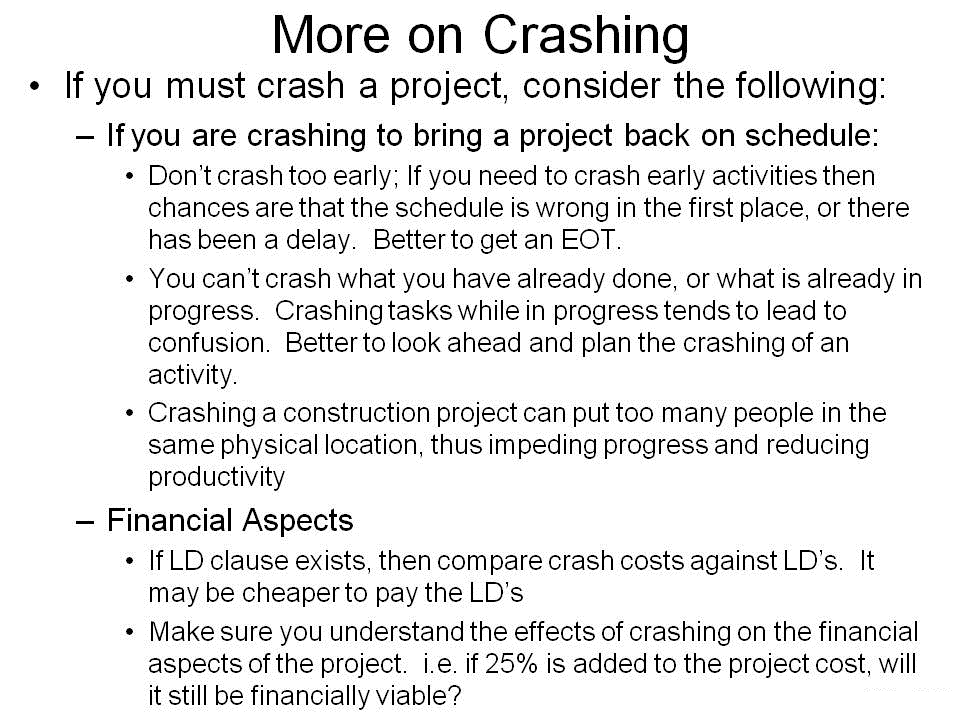 More on Crashing
• If you must crash a project, consider the following:
– If you are crashing to bring a project back on schedule:
• Don't crash too early; If you need to crash early activities then
chances are that the schedule is wrong in the first place, or there
has been a delay.  Better to get an EOT.
• You can't crash what you have already done, or what is already in
progress.  Crashing tasks while in progress tends to lead to
confusion.  Better to look ahead and plan the crashing of an
activity.
• Crashing a construction project can put too many people in the
same physical location, thus impeding progress and reducing
productivity
– Financial Aspects
• If LD clause exists, then compare crash costs against LD's.  It
may be cheaper to pay the LD's
• Make sure you understand the effects of crashing on the financial
aspects of the project.  i.e. if 25% is added to the project cost, will
it still be financially viable?